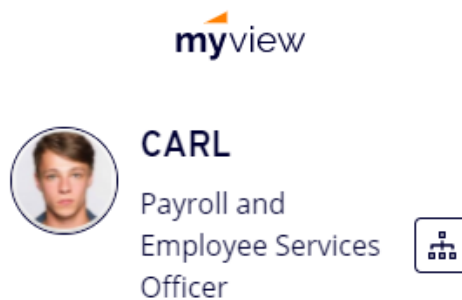 myview
CARL
Payroll and
Employee Services
Officer